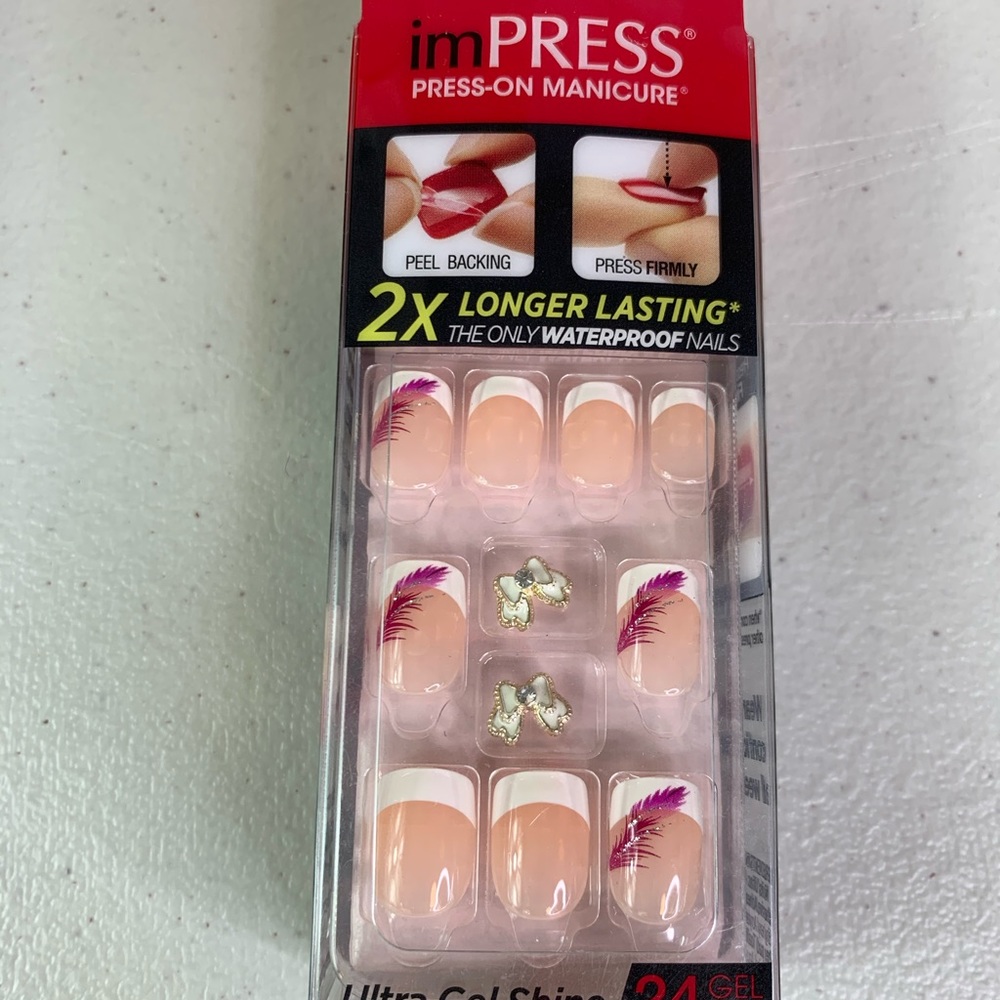 imPRESS®
PRESS-ON MANICURE®
PEEL BACKING
PRESS FIRMLY
2X LONGER LASTING*
THE ONLY WATERPROOF NAILS
Ultra Gel Shine
24 GEL